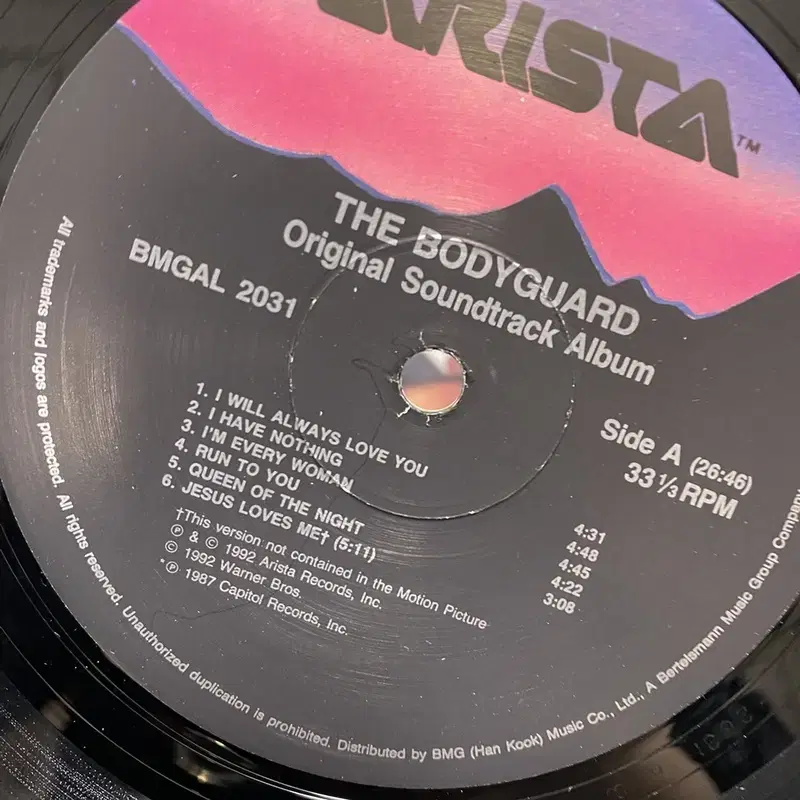 ARISTA™
THE BODYGUARD
Original Soundtrack Album
BMGAL 2031
Side A (26:46)
33 1/3 RPM
1. I WILL ALWAYS LOVE YOU 4:31
2. I HAVE NOTHING 4:48
3. I'M EVERY WOMAN 4:45
4. RUN TO YOU 4:22
5. QUEEN OF THE NIGHT 3:08
6. JESUS LOVES ME† (5:11)
†This version not contained in the Motion Picture
℗ & © 1992 Arista Records, Inc.
© 1992 Warner Bros.
*℗ 1987 Capitol Records, Inc.
All trademarks and logos are protected. All rights reserved. Unauthorized duplication is prohibited. Distributed by BMG (Han Kook) Music Co., Ltd., A Bertelsmann Music Group Company